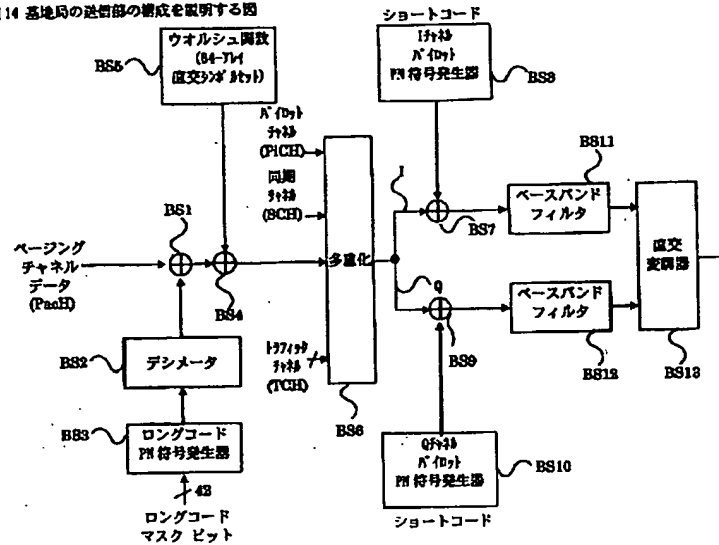 114 基地局の送信部の構成を説明する図
ウオルシュ関数
(64-アレイ
直交シンボルセット)
BS5
ショートコード
Iチャネル
パイロット
PN 符号発生器
BS8
パイロット
チャネル
(PiCH)
同期
チャネル
(SCH)
トラフィック
チャネル
(TCH)
多重化
BS6
ページング
チャネル
データ
(PacH)
BS1
BS4
BS2
デシメータ
BS3
ロングコード
PN 符号発生器
42
ロングコード
マスク ビット
I
Q
BS7
BS9
BS11
ベースバンド
フィルタ
ベースバンド
フィルタ
BS12
直交
変調器
BS13
Qチャネル
パイロット
PN 符号発生器
BS10
ショートコード